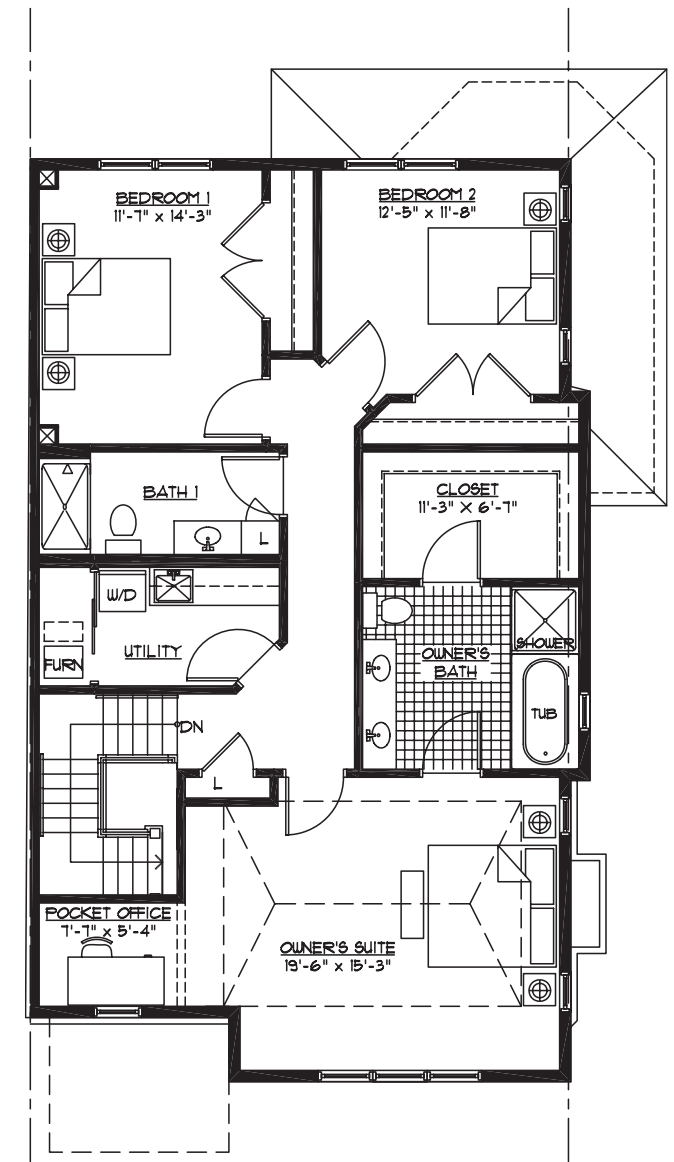 BEDROOM 1
11'-7" x 14'-3"
BEDROOM 2
12'-5" x 11'-8"
BATH 1
L
CLOSET
11'-3" X 6'-7"
W/D
UTILITY
FURN
SHOWER
OWNER'S
BATH
TUB
DN
L
POCKET OFFICE
7'-7" x 5'-4"
OWNER'S SUITE
19'-6" x 15'-3"